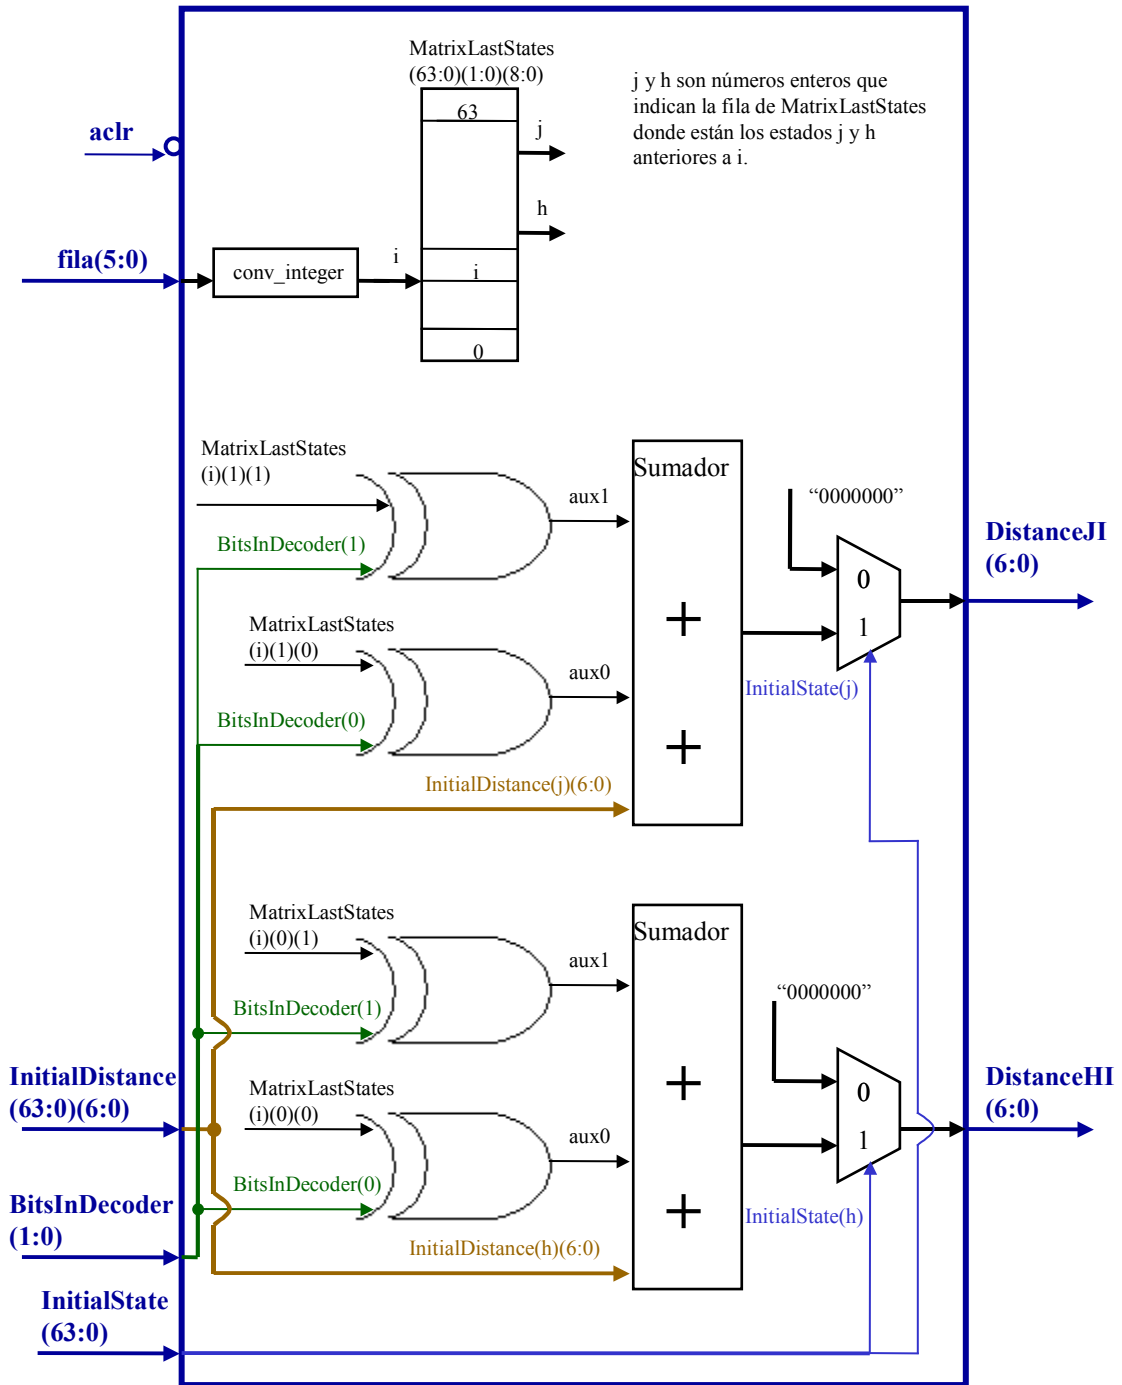 MatrixLastStates
(63:0)(1:0)(8:0)
j y h son números enteros que
indican la fila de MatrixLastStates
donde están los estados j y h
anteriores a i.
63
aclr
j
h
fila(5:0)
conv_integer
i
i
0
MatrixLastStates
(i)(1)(1)
Sumador
aux1
"0000000"
BitsInDecoder(1)
DistanceJI
(6:0)
0
1
+
MatrixLastStates
(i)(1)(0)
aux0
InitialState(j)
BitsInDecoder(0)
+
InitialDistance(j)(6:0)
MatrixLastStates
(i)(0)(1)
Sumador
aux1
“0000000”
BitsInDecoder(1)
InitialDistance
(63:0)(6:0)
DistanceHI
(6:0)
0
1
+
MatrixLastStates
(i)(0)(0)
aux0
BitsInDecoder(0)
BitsInDecoder
(1:0)
+
InitialState(h)
InitialDistance(h)(6:0)
InitialState
(63:0)